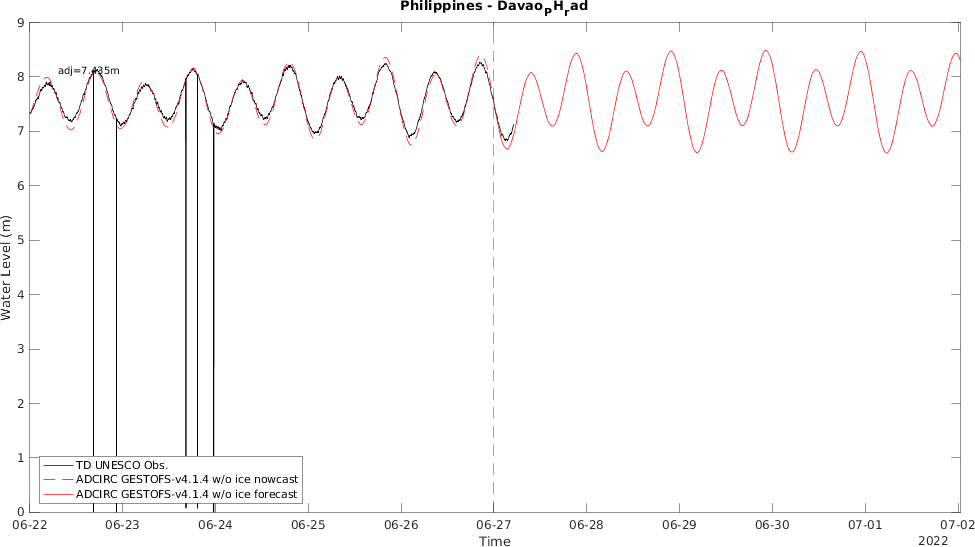 Philippines - DavaoPHrad
9
8
7
6
5
4
3
2
1
0
Water Level (m)
adj=7.435m
TD UNESCO Obs.
ADCIRC GESTOFS-v4.1.4 w/o ice nowcast
ADCIRC GESTOFS-v4.1.4 w/o ice forecast
06-22 06-23 06-24 06-25 06-26 06-27 06-28 06-29 06-30 07-01 07-02
Time
2022